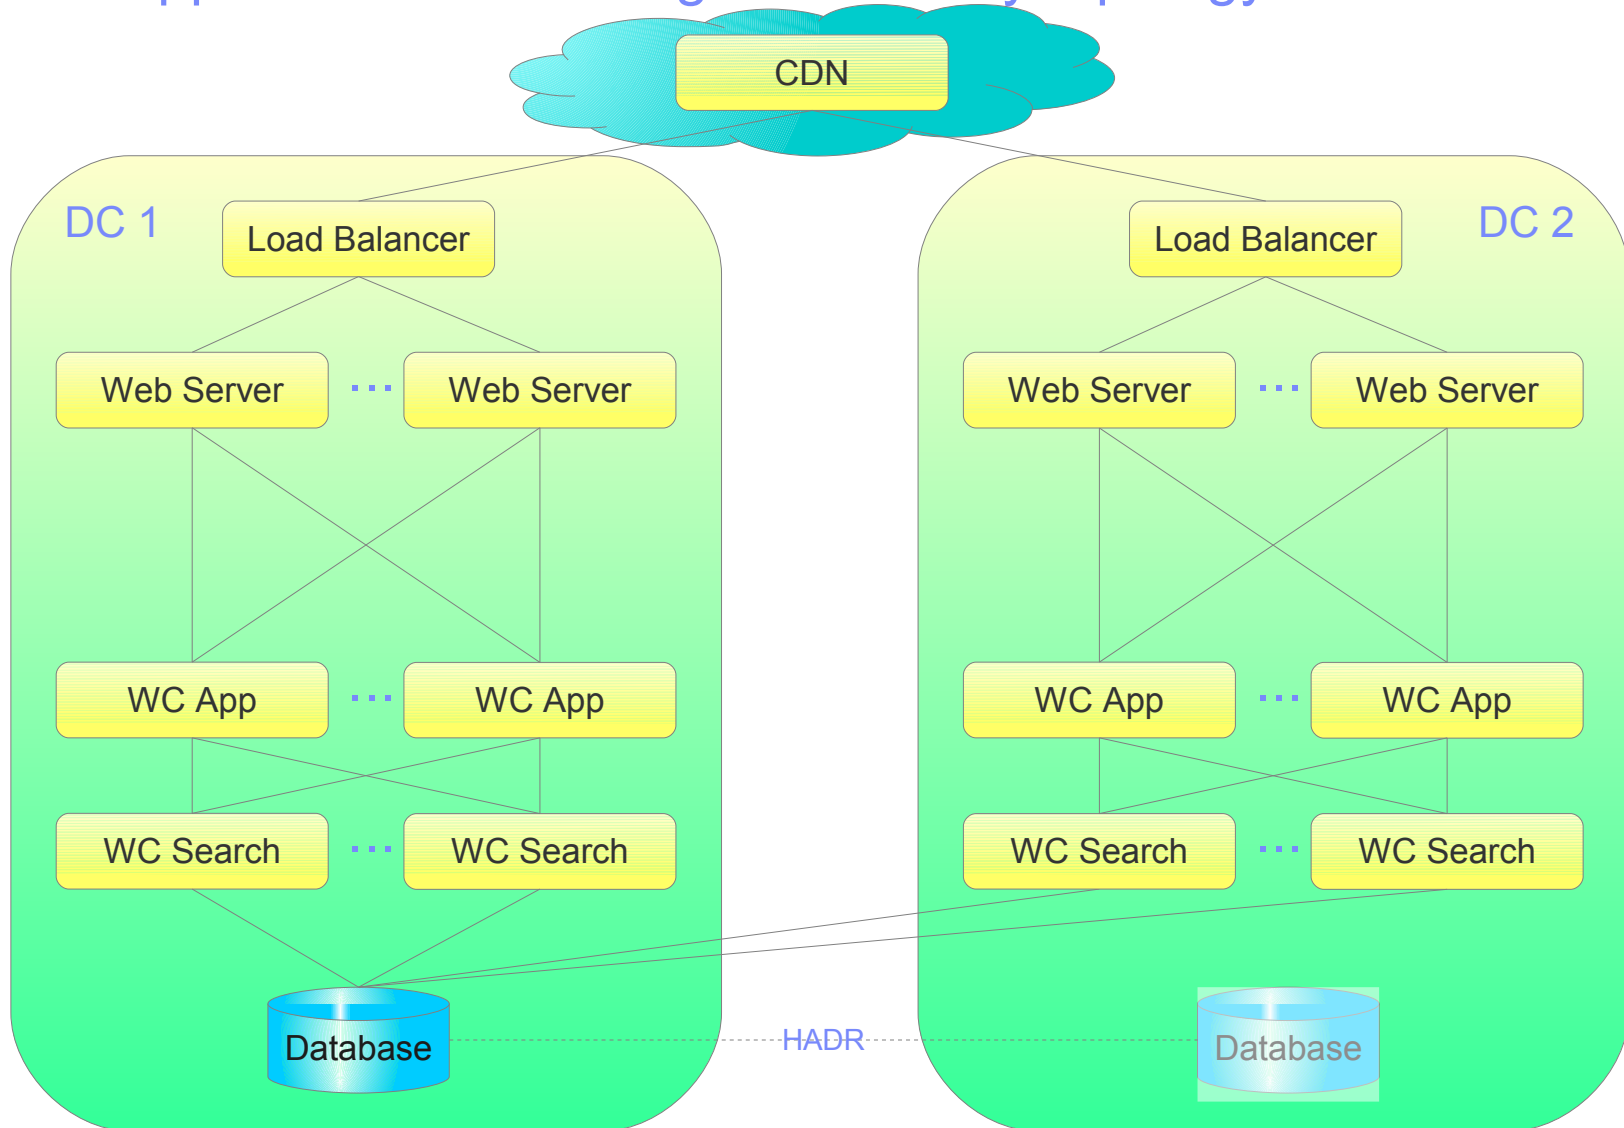 CDN
DC 1
Load Balancer
Load Balancer
DC 2
Web Server
...
Web Server
Web Server
...
Web Server
WC App
...
WC App
WC App
...
WC App
WC Search
...
WC Search
WC Search
...
WC Search
Database
HADR
Database